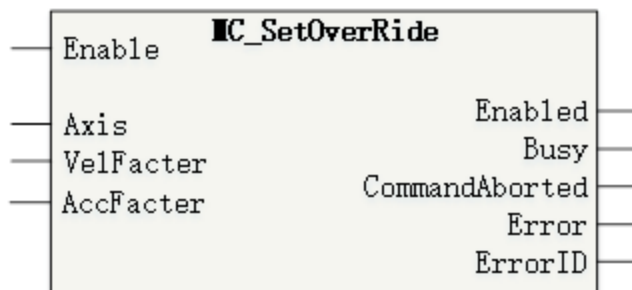 MC_SetOverRide
Enable
Axis
VelFacter
AccFacter
Enabled
Busy
CommandAborted
Error
ErrorID